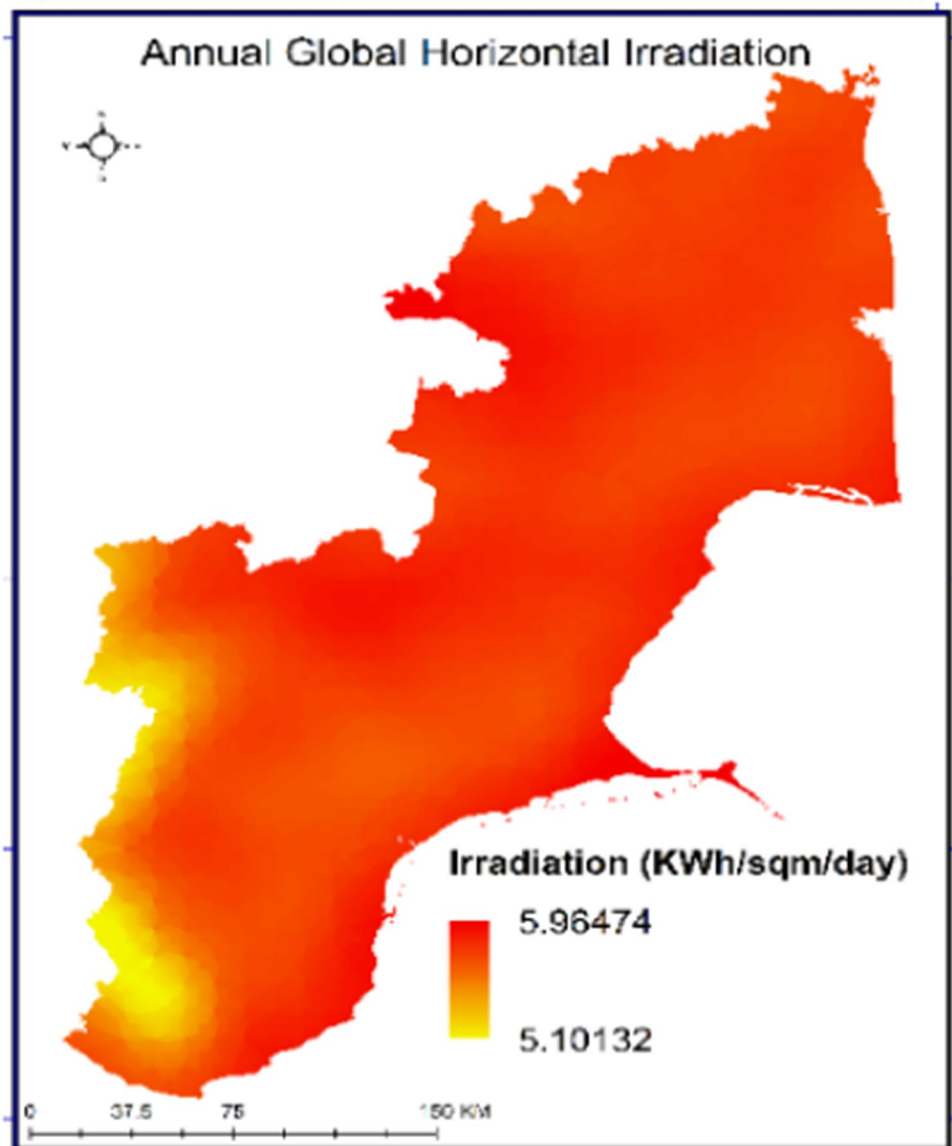 Annual Global Horizontal Irradiation
Irradiation (KWh/sqm/day)
5.96474
5.10132
0 37.5 75 150 KM